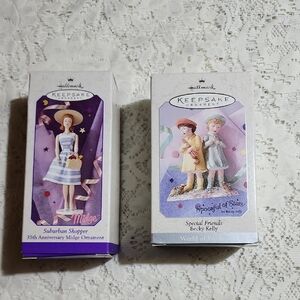 Hallmark
KEEPSAKE
ORNAMENT
Midge
Suburban Shopper
35th Anniversary Midge Ornament
Hallmark
KEEPSAKE
ORNAMENT
Special Friends
Becky Kelly